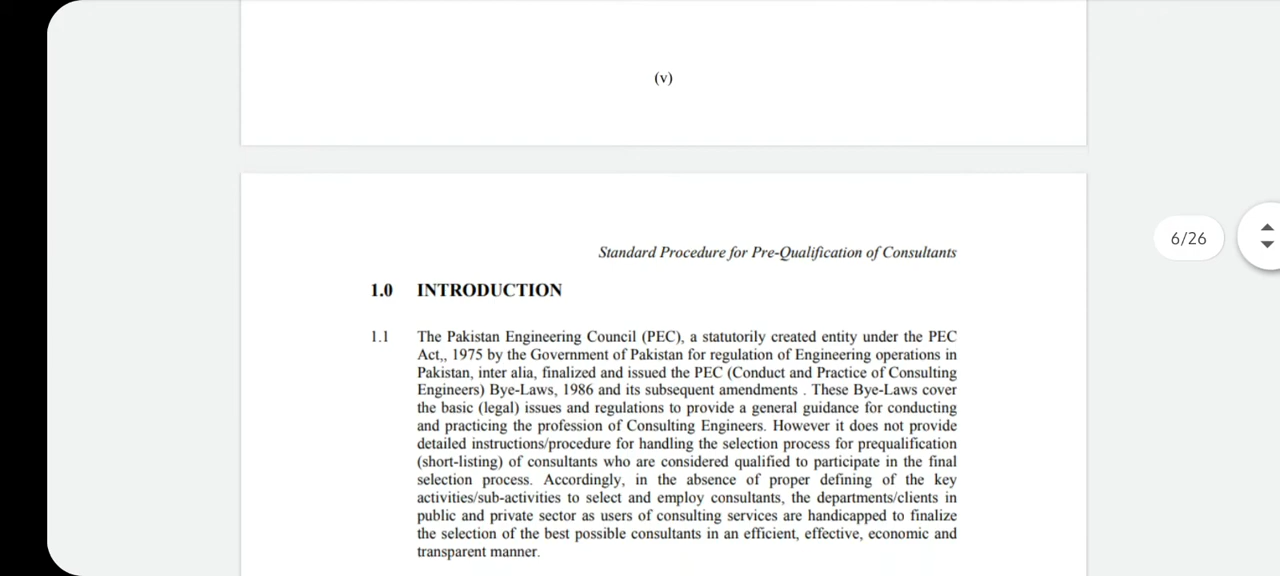 (v)
6/26
Standard Procedure for Pre-Qualification of Consultants
1.0 INTRODUCTION
1.1 The Pakistan Engineering Council (PEC), a statutorily created entity under the PEC
Act,, 1975 by the Government of Pakistan for regulation of Engineering operations in
Pakistan, inter alia, finalized and issued the PEC (Conduct and Practice of Consulting
Engineers) Bye-Laws, 1986 and its subsequent amendments . These Bye-Laws cover
the basic (legal) issues and regulations to provide a general guidance for conducting
and practicing the profession of Consulting Engineers. However it does not provide
detailed instructions/procedure for handling the selection process for prequalification
(short-listing) of consultants who are considered qualified to participate in the final
selection process. Accordingly, in the absence of proper defining of the key
activities/sub-activities to select and employ consultants, the departments/clients in
public and private sector as users of consulting services are handicapped to finalize
the selection of the best possible consultants in an efficient, effective, economic and
transparent manner.